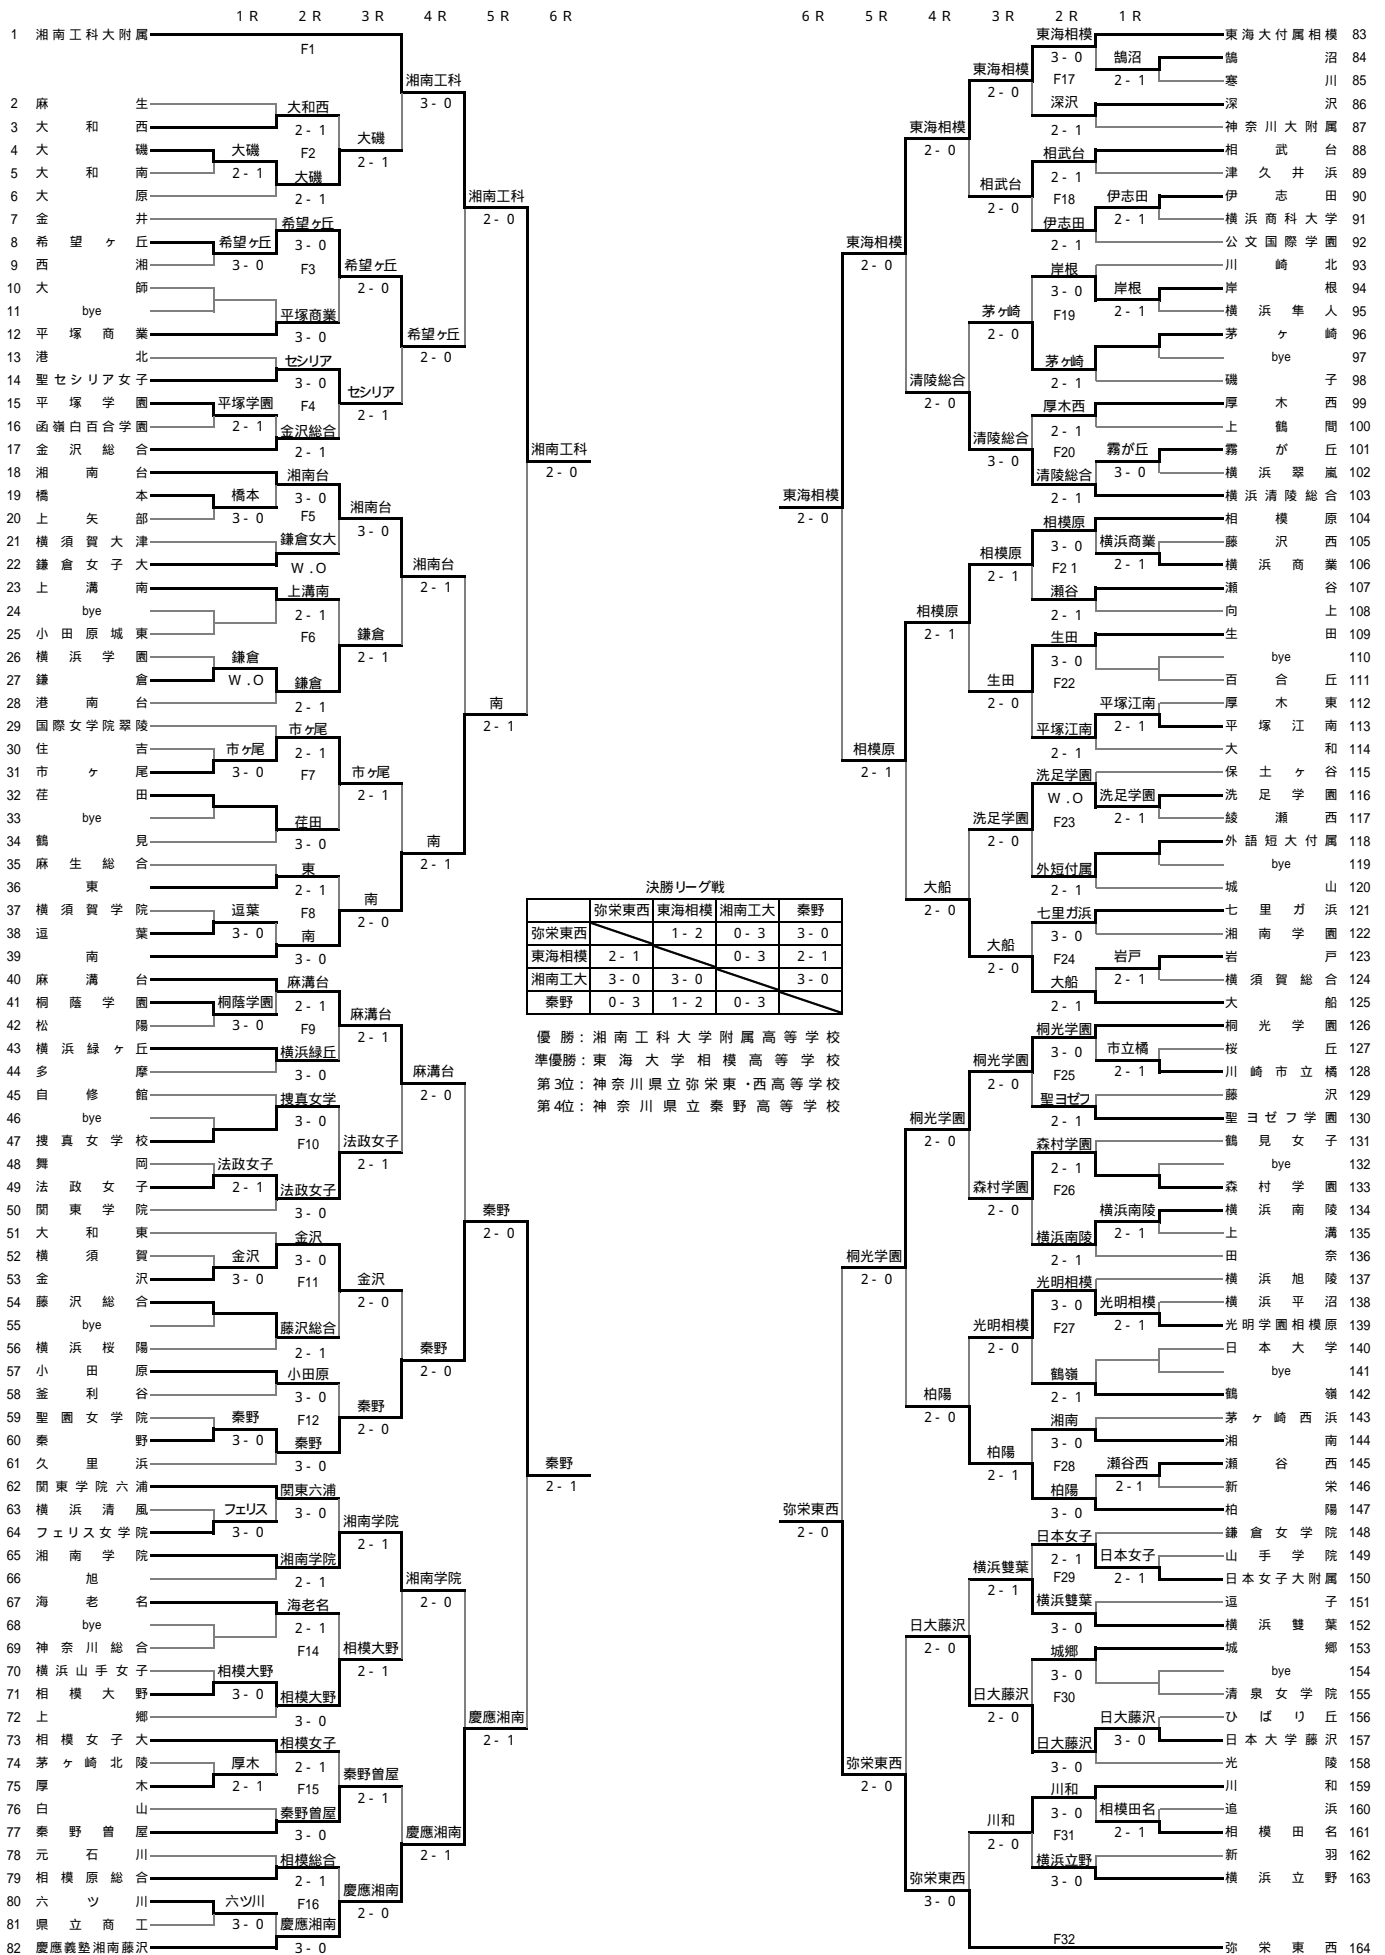 1 R 2 R 3 R 4 R 5 R 6 R
1 湘南工科大附属
2 麻生
3 大和西
4 大磯
5 大和南
6 大原
7 金井
8 希望ヶ丘
9 西湘
10 大師
11 bye
12 平塚商業
13 港北
14 聖セシリア女子
15 平塚学園
16 函嶺白百合学園
17 金沢総合
18 湘南台
19 橋本
20 上矢部
21 横須賀大津
22 鎌倉女子大
23 上溝南
24 bye
25 小田原城東
26 横浜学園
27 鎌倉
28 港南台
29 国際女学院翠陵
30 住吉
31 市ヶ尾
32 荏田
33 bye
34 鶴見
35 麻生総合
36 東
37 横須賀学院
38 逗葉
39 南
40 麻溝台
41 桐蔭学園
42 松陽
43 横浜緑ヶ丘
44 多摩
45 自修館
46 bye
47 捜真女学校
48 舞岡
49 法政女子
50 関東学院
51 大和東
52 横須賀
53 金沢
54 藤沢総合
55 bye
56 横浜桜陽
57 小田原
58 釜利谷
59 聖園女学院
60 秦野
61 久里浜
62 関東学院六浦
63 横浜清風
64 フェリス女学院
65 湘南学院
66 旭
67 海老名
68 bye
69 神奈川総合
70 横浜山手女子
71 相模大野
72 上郷
73 相模女子大
74 茅ヶ崎北陵
75 厚木
76 白山
77 秦野曽屋
78 元石川
79 相模原総合
80 六ツ川
81 県立商工
82 慶應義塾湘南藤沢
大磯
2 - 1
希望ヶ丘
3 - 0
平塚学園
2 - 1
橋本
3 - 0
鎌倉
W . O
市ヶ尾
3 - 0
逗葉
3 - 0
桐蔭学園
3 - 0
法政女子
2 - 1
金沢
3 - 0
秦野
3 - 0
フェリス
3 - 0
相模大野
3 - 0
厚木
2 - 1
六ツ川
3 - 0
F1
大和西
2 - 1
F2
大磯
2 - 1
希望ヶ丘
3 - 0
F3
平塚商業
3 - 0
セシリア
3 - 0
F4
金沢総合
2 - 1
湘南台
3 - 0
F5
鎌倉女大
W . O
上溝南
2 - 1
F6
鎌倉
2 - 1
市ヶ尾
2 - 1
F7
荏田
3 - 0
東
2 - 1
F8
南
3 - 0
麻溝台
2 - 1
F9
横浜緑丘
3 - 0
捜真女学
3 - 0
F10
法政女子
3 - 0
金沢
3 - 0
F11
藤沢総合
2 - 1
小田原
3 - 0
F12
秦野
3 - 0
関東六浦
3 - 0
湘南学院
2 - 1
海老名
2 - 1
F14
相模大野
3 - 0
相模女子
2 - 1
F15
秦野曽屋
3 - 0
相模総合
2 - 1
F16
慶應湘南
3 - 0
大磯
2 - 1
希望ヶ丘
2 - 0
セシリア
2 - 1
湘南台
3 - 0
鎌倉
2 - 1
市ヶ尾
2 - 1
南
2 - 0
麻溝台
2 - 1
法政女子
2 - 1
金沢
2 - 0
秦野
2 - 0
湘南学院
2 - 1
相模大野
2 - 1
秦野曽屋
2 - 1
慶應湘南
2 - 0
湘南工科
3 - 0
希望ヶ丘
2 - 0
湘南台
2 - 1
南
2 - 1
麻溝台
2 - 0
秦野
2 - 0
湘南学院
2 - 0
慶應湘南
2 - 1
湘南工科
2 - 0
南
2 - 1
秦野
2 - 0
慶應湘南
2 - 1
湘南工科
2 - 0
秦野
2 - 1
決勝リーグ戦
弥栄東西 東海相模 湘南工大 秦野
弥栄東西 1 - 2 0 - 3 3 - 0
東海相模 2 - 1 0 - 3 2 - 1
湘南工大 3 - 0 3 - 0 3 - 0
秦野 0 - 3 1 - 2 0 - 3
優 勝：湘南工科大学附属高等学校
準優勝：東海大学相模高等学校
第3位：神奈川県立弥栄東・西高等学校
第4位：神奈川県立秦野高等学校
6 R 5 R 4 R 3 R 2 R 1 R
東海相模
2 - 0
弥栄東西
2 - 0
東海相模
2 - 0
相模原
2 - 1
桐光学園
2 - 0
弥栄東西
2 - 0
東海相模
2 - 0
清陵総合
2 - 0
相模原
2 - 1
大船
2 - 0
桐光学園
2 - 0
柏陽
2 - 0
日大藤沢
2 - 0
弥栄東西
3 - 0
東海相模
2 - 0
相武台
2 - 0
茅ヶ崎
2 - 0
清陵総合
3 - 0
相模原
2 - 1
生田
2 - 0
洗足学園
2 - 0
大船
2 - 0
桐光学園
2 - 0
森村学園
2 - 0
光明相模
2 - 0
柏陽
2 - 1
横浜雙葉
2 - 1
日大藤沢
2 - 0
川和
2 - 0
東海相模
3 - 0
F17
深沢
2 - 1
相武台
2 - 1
F18
伊志田
2 - 1
岸根
3 - 0
F19
茅ヶ崎
2 - 1
厚木西
2 - 1
F20
清陵総合
2 - 1
相模原
3 - 0
F2 1
瀬谷
2 - 1
生田
3 - 0
F22
平塚江南
2 - 1
洗足学園
W . O
F23
外短付属
2 - 1
七里ガ浜
3 - 0
F24
大船
2 - 1
桐光学園
3 - 0
F25
聖ヨゼフ
2 - 1
森村学園
2 - 1
F26
横浜南陵
2 - 1
光明相模
3 - 0
F27
鶴嶺
2 - 1
湘南
3 - 0
F28
柏陽
3 - 0
日本女子
2 - 1
F29
横浜雙葉
3 - 0
城郷
3 - 0
F30
日大藤沢
3 - 0
川和
3 - 0
F31
横浜立野
3 - 0
F32
鵠沼
2 - 1
伊志田
2 - 1
岸根
2 - 1
霧が丘
3 - 0
横浜商業
2 - 1
平塚江南
2 - 1
洗足学園
2 - 1
岩戸
2 - 1
市立橘
2 - 1
横浜南陵
2 - 1
光明相模
2 - 1
瀬谷西
2 - 1
日本女子
2 - 1
日大藤沢
3 - 0
相模田名
2 - 1
東海大付属相模 83
鵠沼 84
寒川 85
深沢 86
神奈川大附属 87
相武台 88
津久井浜 89
伊志田 90
横浜商科大学 91
公文国際学園 92
川崎北 93
岸根 94
横浜隼人 95
茅ヶ崎 96
bye 97
磯子 98
厚木西 99
上鶴間 100
霧が丘 101
横浜翠嵐 102
横浜清陵総合 103
相模原 104
藤沢西 105
横浜商業 106
瀬谷 107
向上 108
生田 109
bye 110
百合丘 111
厚木東 112
平塚江南 113
大和 114
保土ヶ谷 115
洗足学園 116
綾瀬西 117
外語短大付属 118
bye 119
城山 120
七里ガ浜 121
湘南学園 122
岩戸 123
横須賀総合 124
大船 125
桐光学園 126
桜丘 127
川崎市立橘 128
藤沢 129
聖ヨゼフ学園 130
鶴見女子 131
bye 132
森村学園 133
横浜南陵 134
上溝 135
田奈 136
横浜旭陵 137
横浜平沼 138
光明学園相模原 139
日本大学 140
bye 141
鶴嶺 142
茅ヶ崎西浜 143
湘南 144
瀬谷西 145
新栄 146
柏陽 147
鎌倉女学院 148
山手学院 149
日本女子大附属 150
逗子 151
横浜雙葉 152
城郷 153
bye 154
清泉女学院 155
ひばり丘 156
日本大学藤沢 157
光陵 158
川和 159
追浜 160
相模田名 161
新羽 162
横浜立野 163
弥栄東西 164